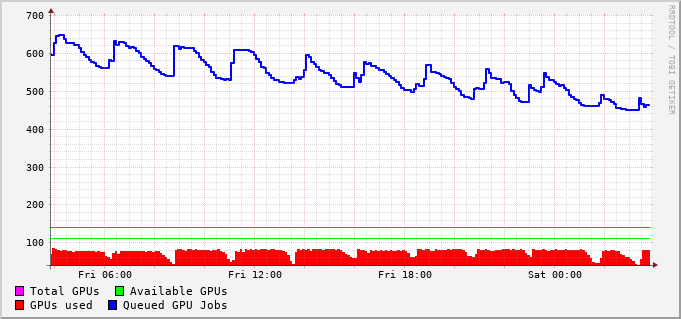 700
600
500
400
300
200
100
Fri 06:00 Fri 12:00 Fri 18:00 Sat 00:00
Total GPUs Available GPUs
GPUs used Queued GPU Jobs
RRDTOOL / TOBI OETIKER